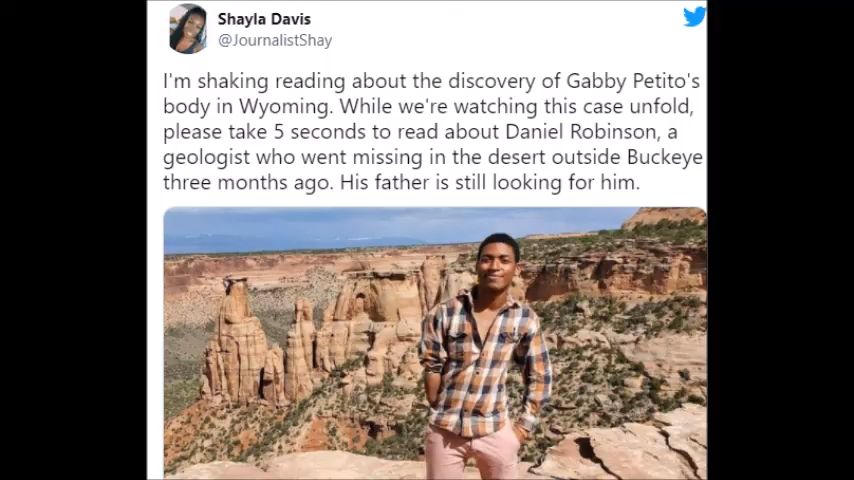 Shayla Davis
@JournalistShay
I'm shaking reading about the discovery of Gabby Petito's
body in Wyoming. While we're watching this case unfold,
please take 5 seconds to read about Daniel Robinson, a
geologist who went missing in the desert outside Buckeye
three months ago. His father is still looking for him.